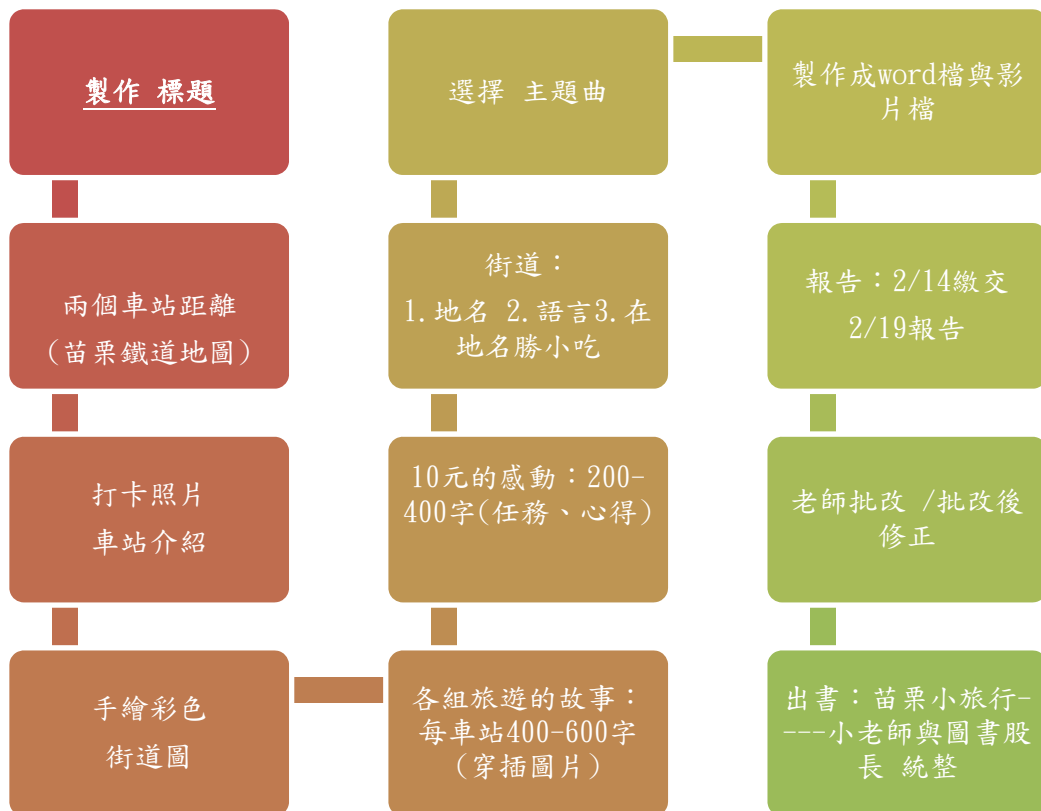 製作 標題
兩個車站距離
(苗栗鐵道地圖)
打卡照片
車站介紹
手繪彩色
街道圖
各組旅遊的故事：
每車站400-600字
(穿插圖片)
10元的感動：200-
400字(任務、心得)
街道：
1.地名 2.語言3.在
地名勝小吃
選擇 主題曲
製作成word檔與影
片檔
報告：2/14繳交
2/19報告
老師批改 /批改後
修正
出書：苗栗小旅行-
---小老師與圖書股
長 統整